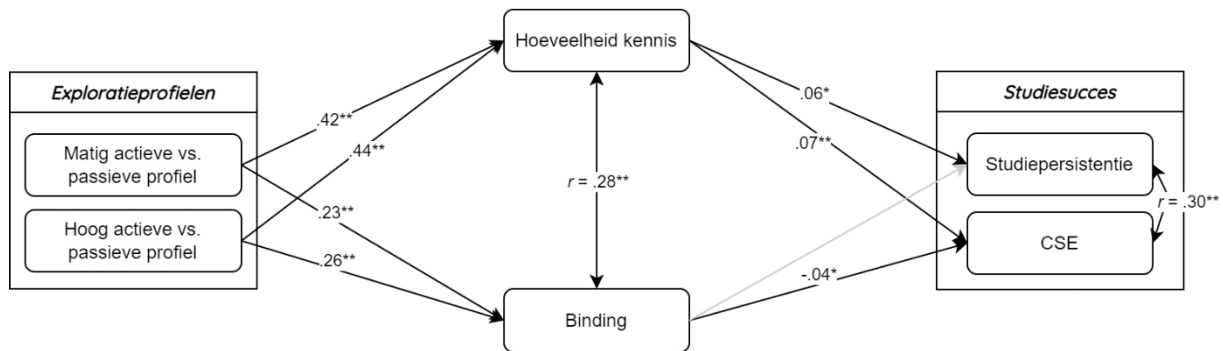 Hoeveelheid kennis
Exploratieprofielen
Matig actieve vs.
passieve profiel
Hoog actieve vs.
passieve profiel
.42**
.44**
.23**
.26**
r = .28**
Binding
.06*
.07**
-.04*
Studiesucces
Studiepersistentie
CSE
r = .30**